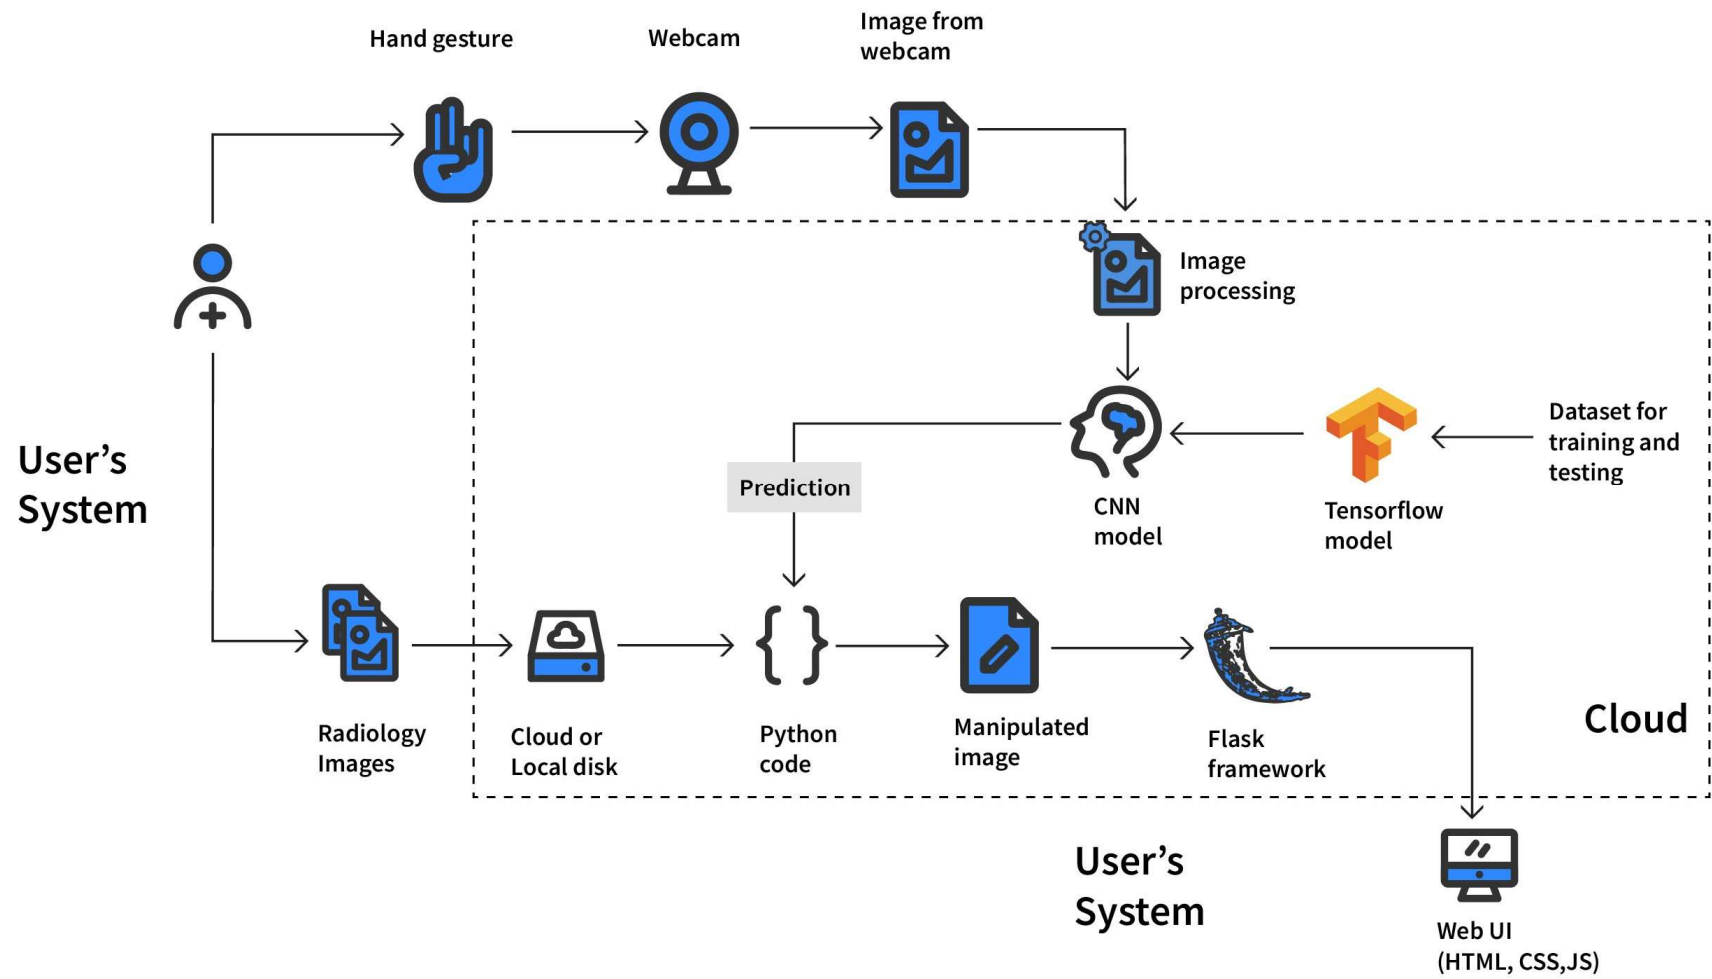 Hand gesture
Webcam
Image from
webcam
Image
processing
User's
System
Prediction
CNN
model
Tensorflow
model
Dataset for
training and
testing
Radiology
Images
Cloud or
Local disk
Python
code
Manipulated
image
Flask
framework
Cloud
User's
System
Web UI
(HTML, CSS,JS)